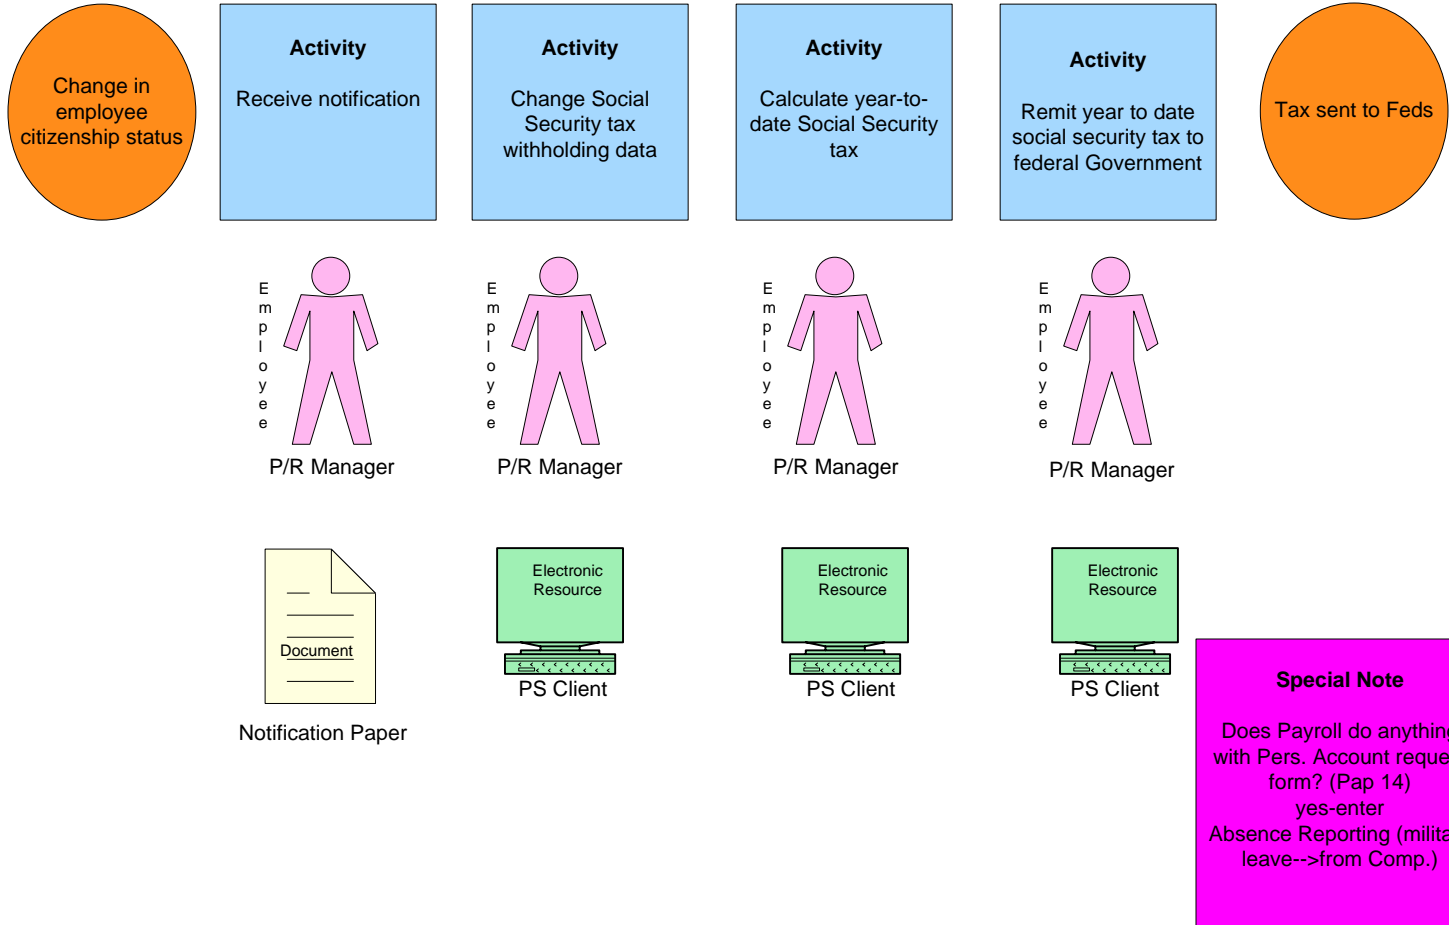 Change in
employee
citizenship status
Activity
Receive notification
Activity
Change Social
Security tax
withholding data
Activity
Calculate year-to-
date Social Security
tax
Activity
Remit year to date
social security tax to
federal Government
Tax sent to Feds
Employee
P/R Manager
Employee
P/R Manager
Employee
P/R Manager
Employee
P/R Manager
Document
Notification Paper
Electronic
Resource
PS Client
Electronic
Resource
PS Client
Electronic
Resource
PS Client
Special Note
Does Payroll do anything
with Pers. Account reque
form? (Pap 14)
yes-enter
Absence Reporting (milita
leave-->from Comp.)